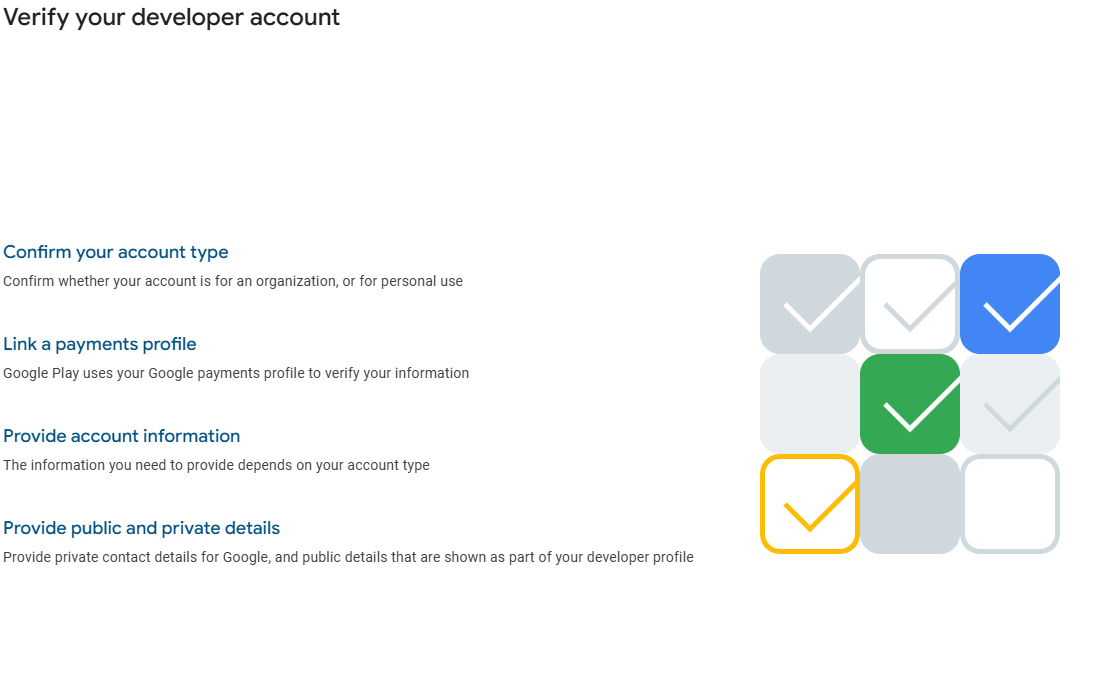 Verify your developer account
Confirm your account type
Confirm whether your account is for an organization, or for personal use
Link a payments profile
Google Play uses your Google payments profile to verify your information
Provide account information
The information you need to provide depends on your account type
Provide public and private details
Provide private contact details for Google, and public details that are shown as part of your developer profile